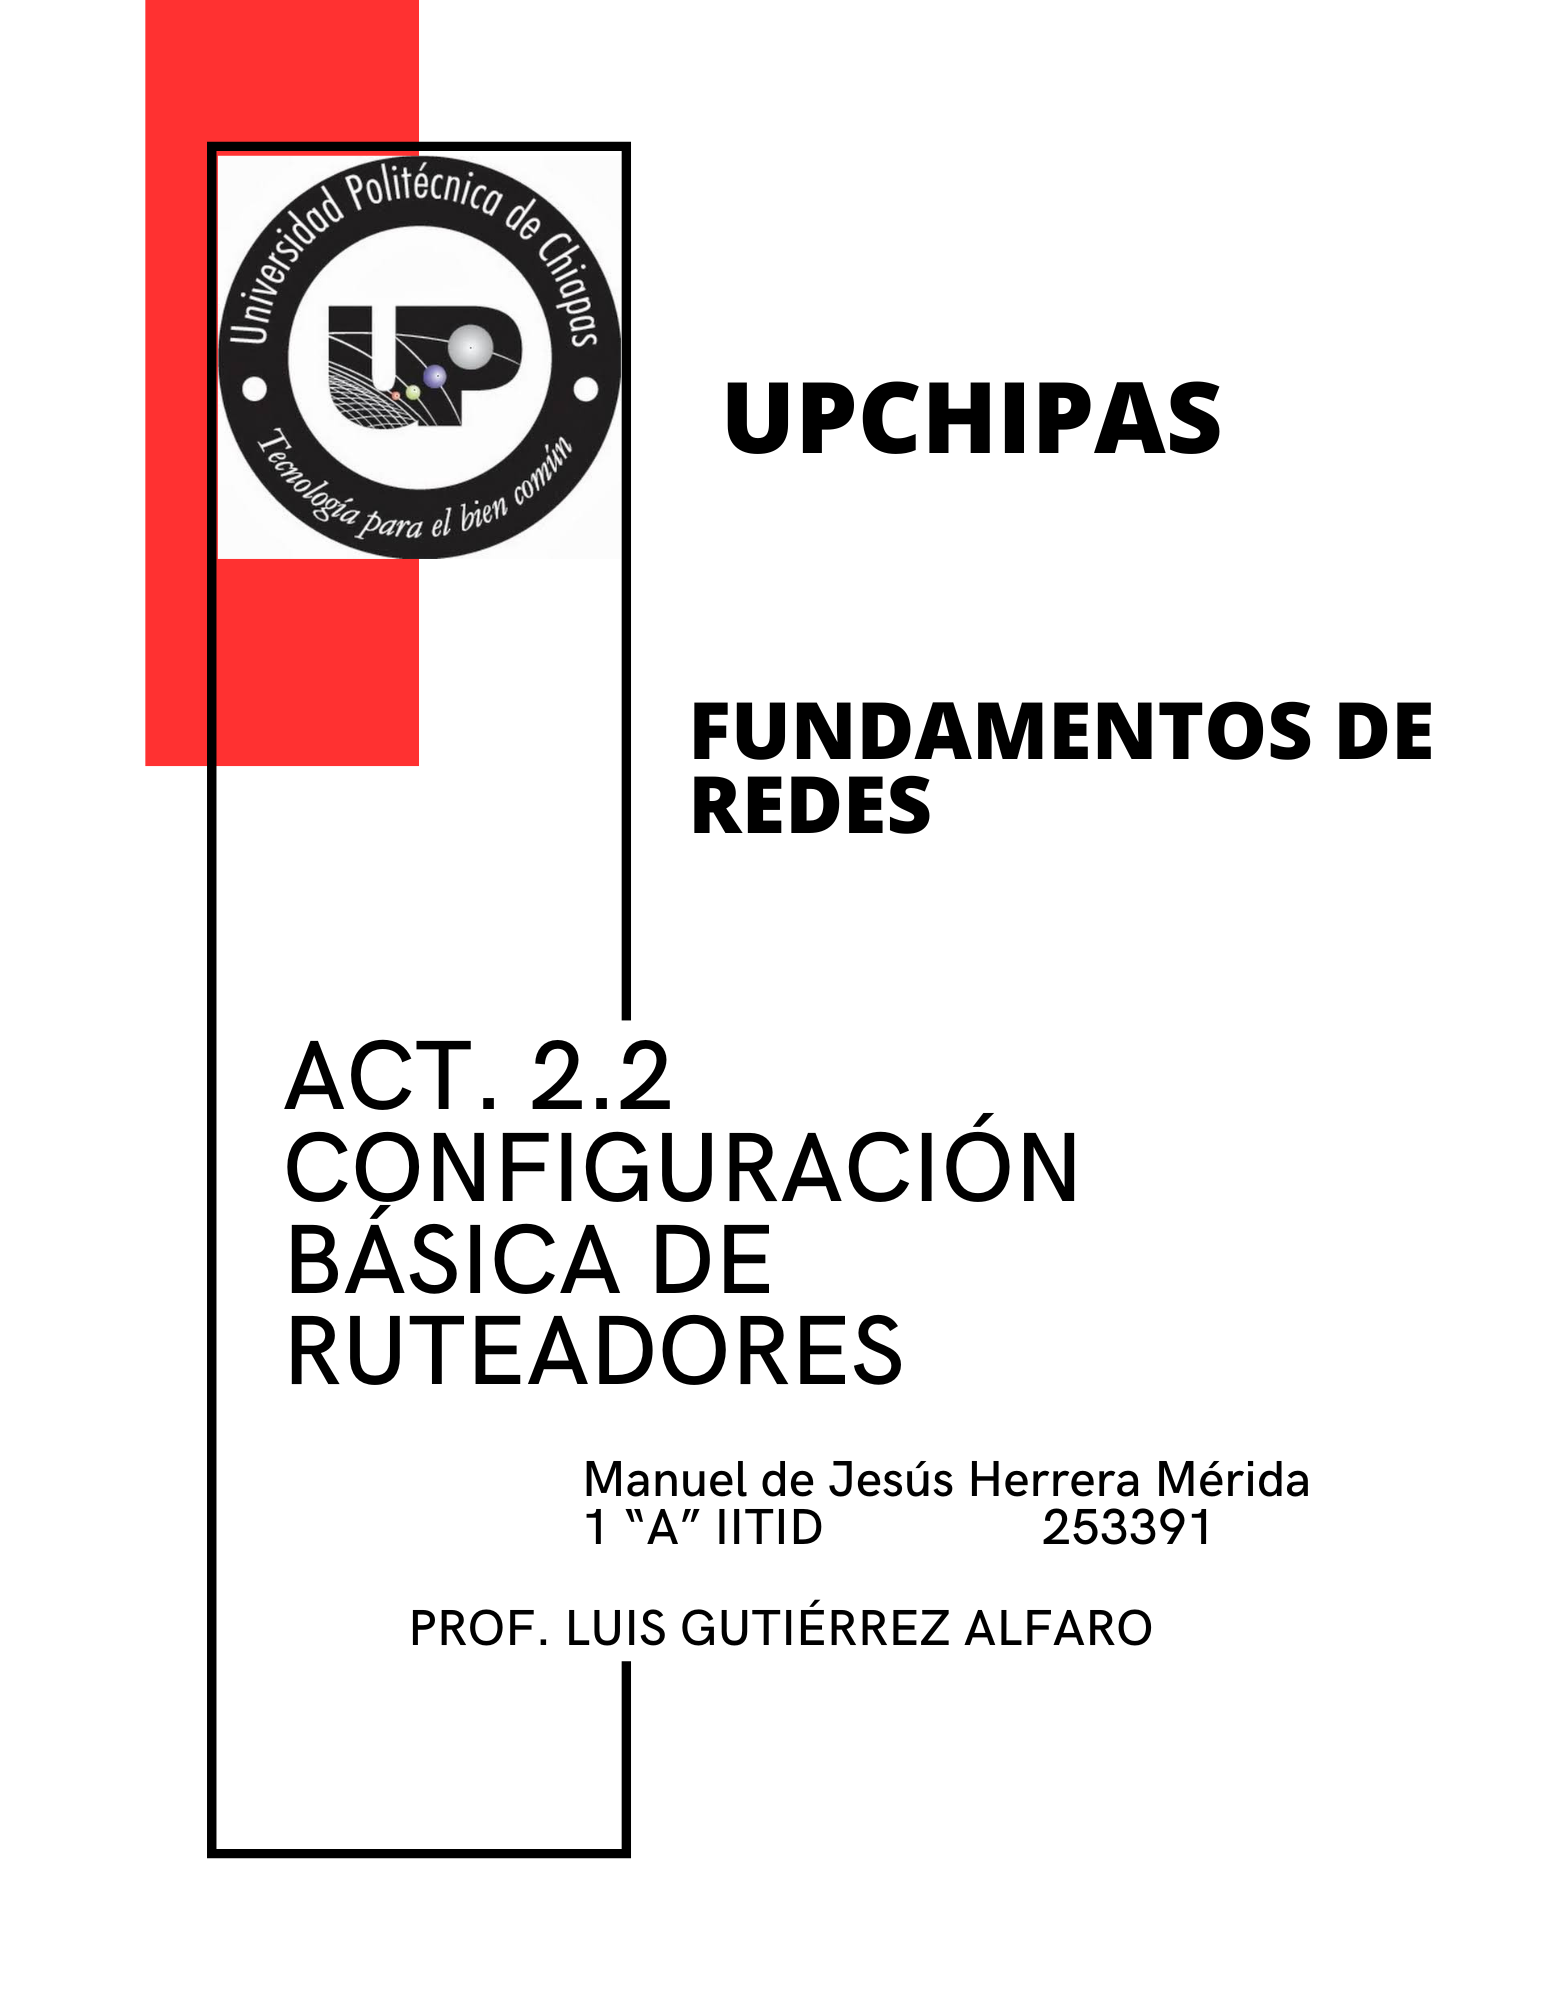 Universidad Politécnica de Chiapas
UP
Tecnología para el bien común
UPCHIPAS
FUNDAMENTOS DE
REDES
ACT. 2.2
CONFIGURACIÓN
BÁSICA DE
RUTEADORES
Manuel de Jesús Herrera Mérida
1 “A” IITID 253391
PROF. LUIS GUTIÉRREZ ALFARO